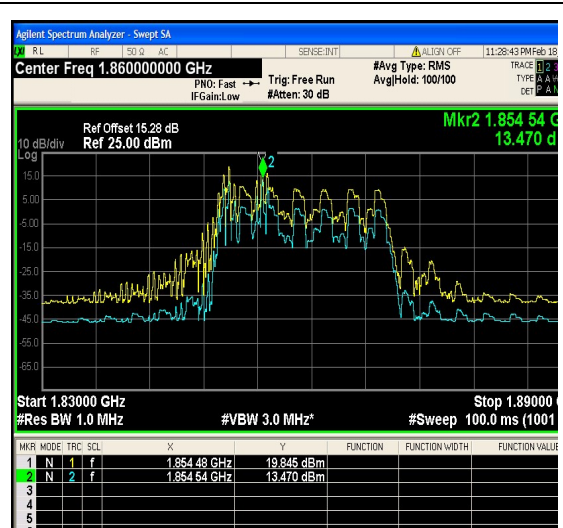 Agilent Spectrum Analyzer - Swept SA
LXI RL RF 50 Ω AC SENSE:INT ALIGN OFF 11:28:43 PM Feb 18
Center Freq 1.860000000 GHz
#Avg Type: RMS
TRACE 1 2 3
PNO: Fast Trig: Free Run Avg|Hold: 100/100
TYPE A A W
IFGain:Low #Atten: 30 dB
DET P A N
Mkr2 1.854 54 G
Ref Offset 15.28 dB
10 dB/div Ref 25.00 dBm
13.470 d
Log
2
15.0
5.00
-5.00
-15.0
-25.0
-35.0
-45.0
-55.0
-65.0
Start 1.83000 GHz Stop 1.89000
#Res BW 1.0 MHz #VBW 3.0 MHz* #Sweep 100.0 ms (1001
MKR MODE TRC SCL X Y FUNCTION FUNCTION WIDTH FUNCTION VALUE
1 N 1 f 1.854 48 GHz 19.845 dBm
2 N 2 f 1.854 54 GHz 13.470 dBm
3
4
5